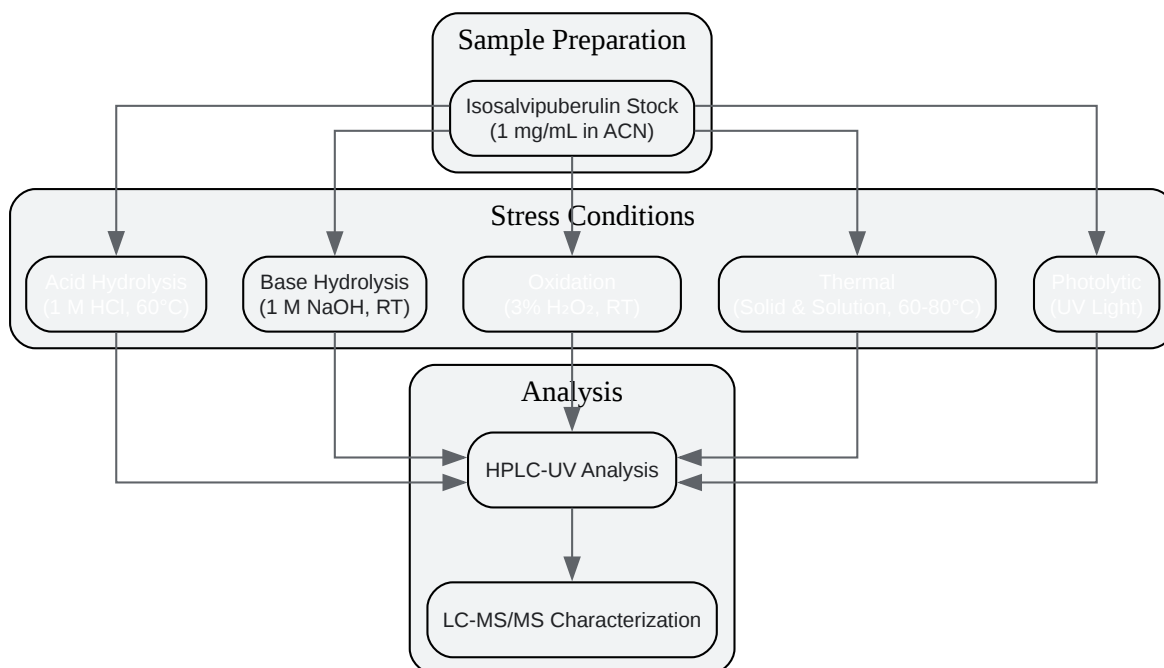 Sample Preparation
Isosalvipuberulin Stock
(1 mg/mL in ACN)
Stress Conditions
Acid Hydrolysis
(1 M HCl, 60°C)
Base Hydrolysis
(1 M NaOH, RT)
Oxidation
(3% H₂O₂, RT)
Thermal
(Solid & Solution, 60-80°C)
Photolytic
(UV Light)
Analysis
HPLC-UV Analysis
LC-MS/MS Characterization